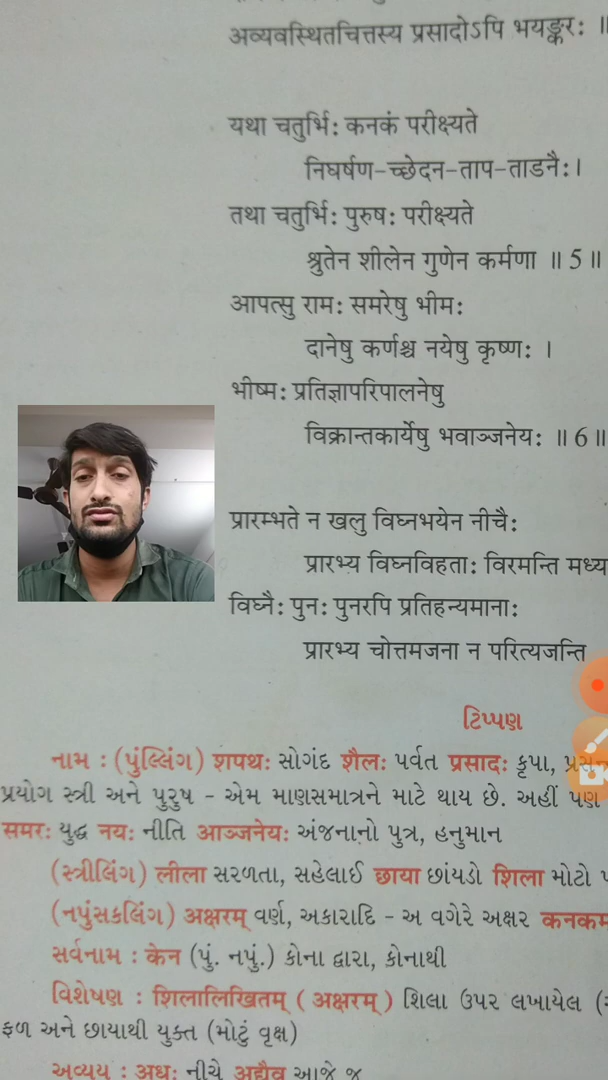 अव्यवस्थितचित्तस्य प्रसादोऽपि भयङ्करः ॥
यथा चतुर्भिः कनकं परीक्ष्यते
निघर्षण-च्छेदन-ताप-ताडनैः।
तथा चतुर्भिः पुरुषः परीक्ष्यते
श्रुतेन शीलेन गुणेन कर्मणा ॥ 5 ॥
आपत्सु रामः समरेषु भीमः
दानेषु कर्णश्च नयेषु कृष्णः ।
भीष्मः प्रतिज्ञापरिपालनेषु
विक्रान्तकार्येषु भवाञ्जनेयः ॥ 6 ॥
प्रारम्भते न खलु विघ्नभयेन नीचैः
प्रारभ्य विघ्नविहताः विरमन्ति मध्य
विघ्नैः पुनः पुनरपि प्रतिहन्यमानाः
प्रारभ्य चोत्तमजना न परित्यजन्ति
ટિપ્પણ
નામ : (પુંલ્લિંગ) शपथः સોગંદ शैलः પર્વત प्रसादः કૃપા,
પ્રયોગ સ્ત્રી અને પુરુષ - એમ માણસમાત્રને માટે થાય છે. અહીં પણ
समरः યુદ્ધ नयः નીતિ आञ्जनेयः અંજનાનો પુત્ર, હનુમાન
(સ્ત્રીલિંગ) लीला સરળતા, સહેલાઈ छाया છાંયડો शिला મોટો
(નપુંસકલિંગ) अक्षरम् વર્ણ, અકારાદિ - અ વગેરે અક્ષર कनकम
સર્વનામ : केन (પું. નપું.) કોના દ્વારા, કોનાથી
વિશેષણ : शिलालिखितम् ( अक्षरम् ) શિલા ઉપર લખાયેલ
ફળ અને છાયાથી યુક્ત (મોટું વૃક્ષ)
અવ્યય : अधः નીચે अद्यैव આજે જ